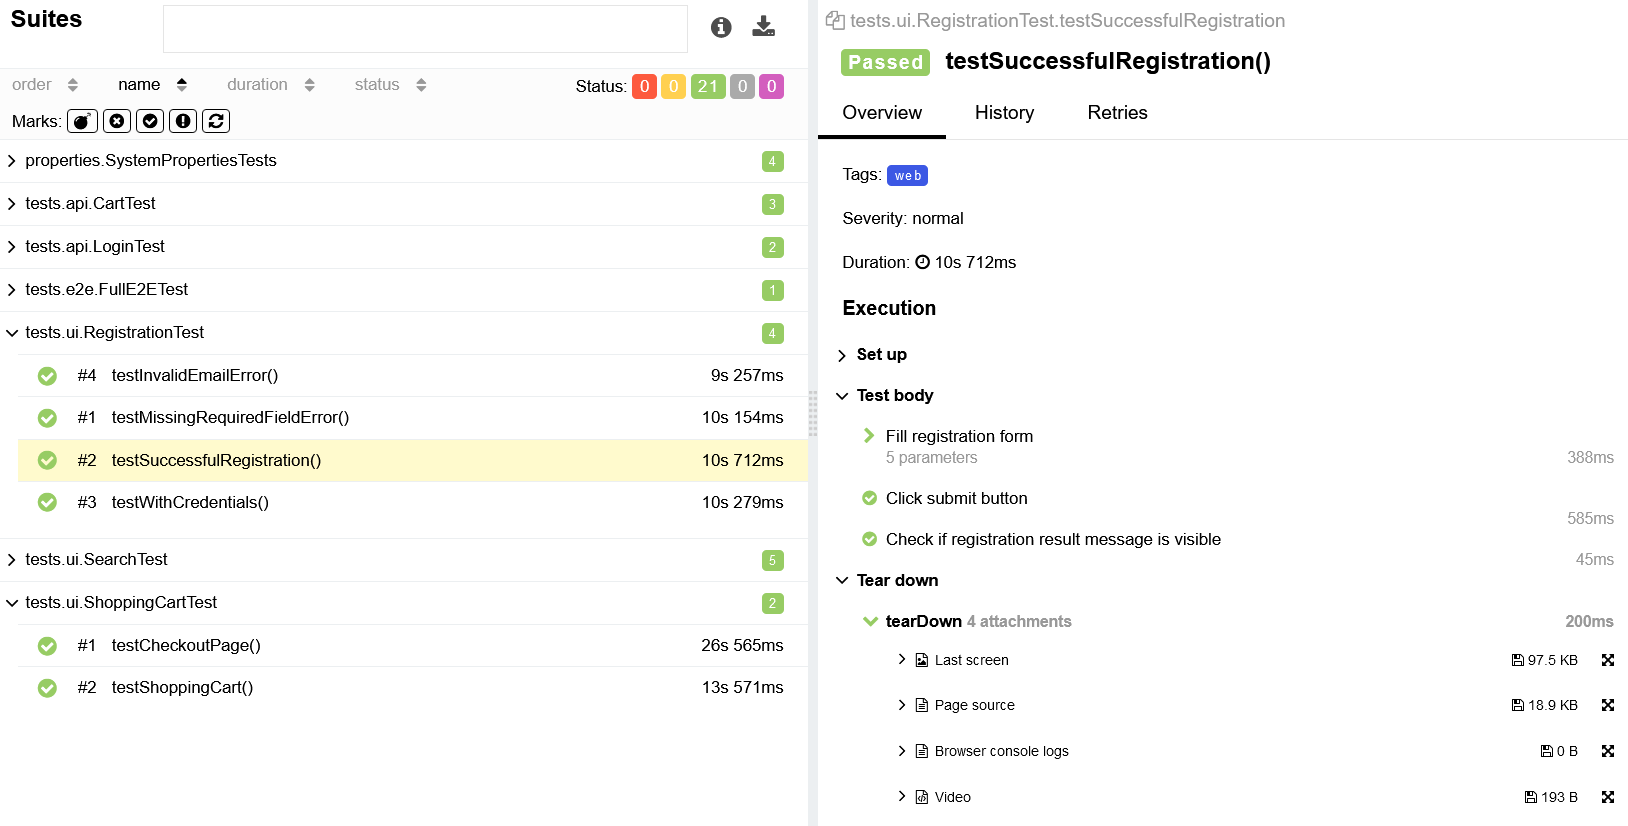 Suites
order name duration status Status: 0 0 21 0 0
Marks:
properties.SystemPropertiesTests 4
tests.api.CartTest 3
tests.api.LoginTest 2
tests.e2e.FullE2ETest 1
tests.ui.RegistrationTest 4
#4 testInvalidEmailError() 9s 257ms
#1 testMissingRequiredFieldError() 10s 154ms
#2 testSuccessfulRegistration() 10s 712ms
#3 testWithCredentials() 10s 279ms
tests.ui.SearchTest 5
tests.ui.ShoppingCartTest 2
#1 testCheckoutPage() 26s 565ms
#2 testShoppingCart() 13s 571ms
tests.ui.RegistrationTest.testSuccessfulRegistration
Passed testSuccessfulRegistration()
Overview History Retries
Tags: web
Severity: normal
Duration: 10s 712ms
Execution
Set up
Test body
Fill registration form
5 parameters 388ms
Click submit button
585ms
Check if registration result message is visible
45ms
Tear down
tearDown 4 attachments 200ms
Last screen 97.5 KB
Page source 18.9 KB
Browser console logs 0 B
Video 193 B